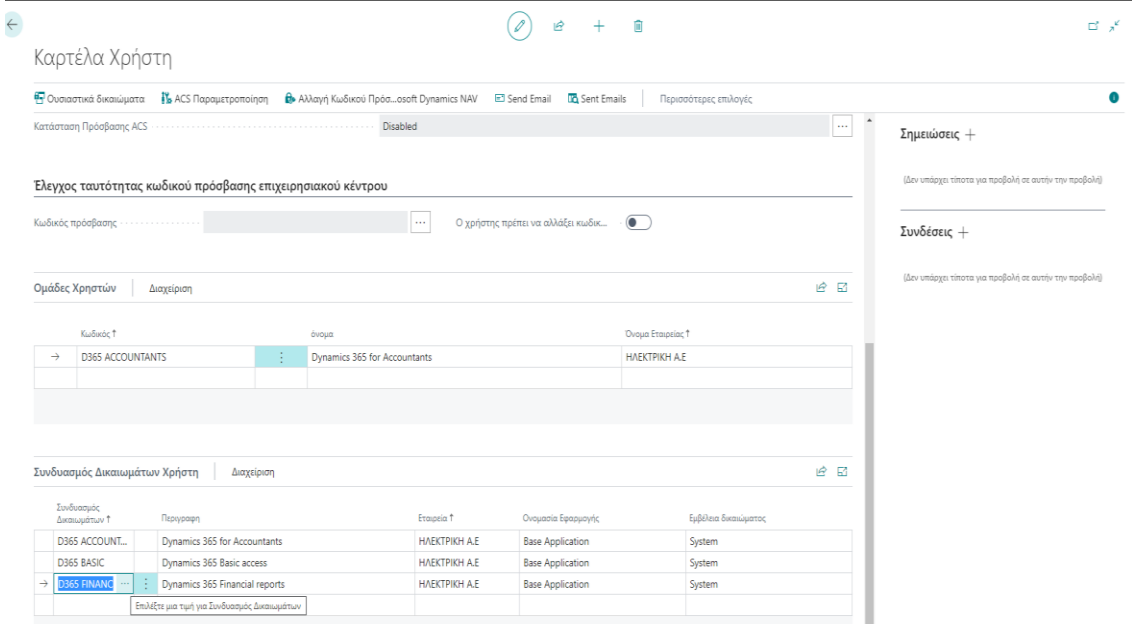 Καρτέλα Χρήστη
Ουσιαστικά δικαιώματα ACS Παραμετροποίηση Αλλαγή Κωδικού Πρόσ...osoft Dynamics NAV Send Email Sent Emails Περισσότερες επιλογές
Κατάσταση Πρόσβασης ACS Disabled ...
Σημειώσεις +
(Δεν υπάρχει τίποτα για προβολή σε αυτήν την προβολή)
Έλεγχος ταυτότητας κωδικού πρόσβασης επιχειρησιακού κέντρου
Κωδικός πρόσβασης ... Ο χρήστης πρέπει να αλλάξει κωδικ...
Συνδέσεις +
(Δεν υπάρχει τίποτα για προβολή σε αυτήν την προβολή)
Ομάδες Χρηστών Διαχείριση
Κωδικός ↑ όνομα Όνομα Εταιρείας ↑
→ D365 ACCOUNTANTS Dynamics 365 for Accountants ΗΛΕΚΤΡΙΚΗ Α.Ε
Συνδυασμός Δικαιωμάτων Χρήστη Διαχείριση
Συνδυασμός
Δικαιωμάτων ↑ Περιγραφη Εταιρεία ↑ Ονομασία Εφαρμογής Εμβέλεια δικαιώματος
D365 ACCOUNT... Dynamics 365 for Accountants ΗΛΕΚΤΡΙΚΗ Α.Ε Base Application System
D365 BASIC Dynamics 365 Basic access ΗΛΕΚΤΡΙΚΗ Α.Ε Base Application System
→ D365 FINANC ... Dynamics 365 Financial reports ΗΛΕΚΤΡΙΚΗ Α.Ε Base Application System
Επιλέξτε μια τιμή για Συνδυασμός Δικαιωμάτων